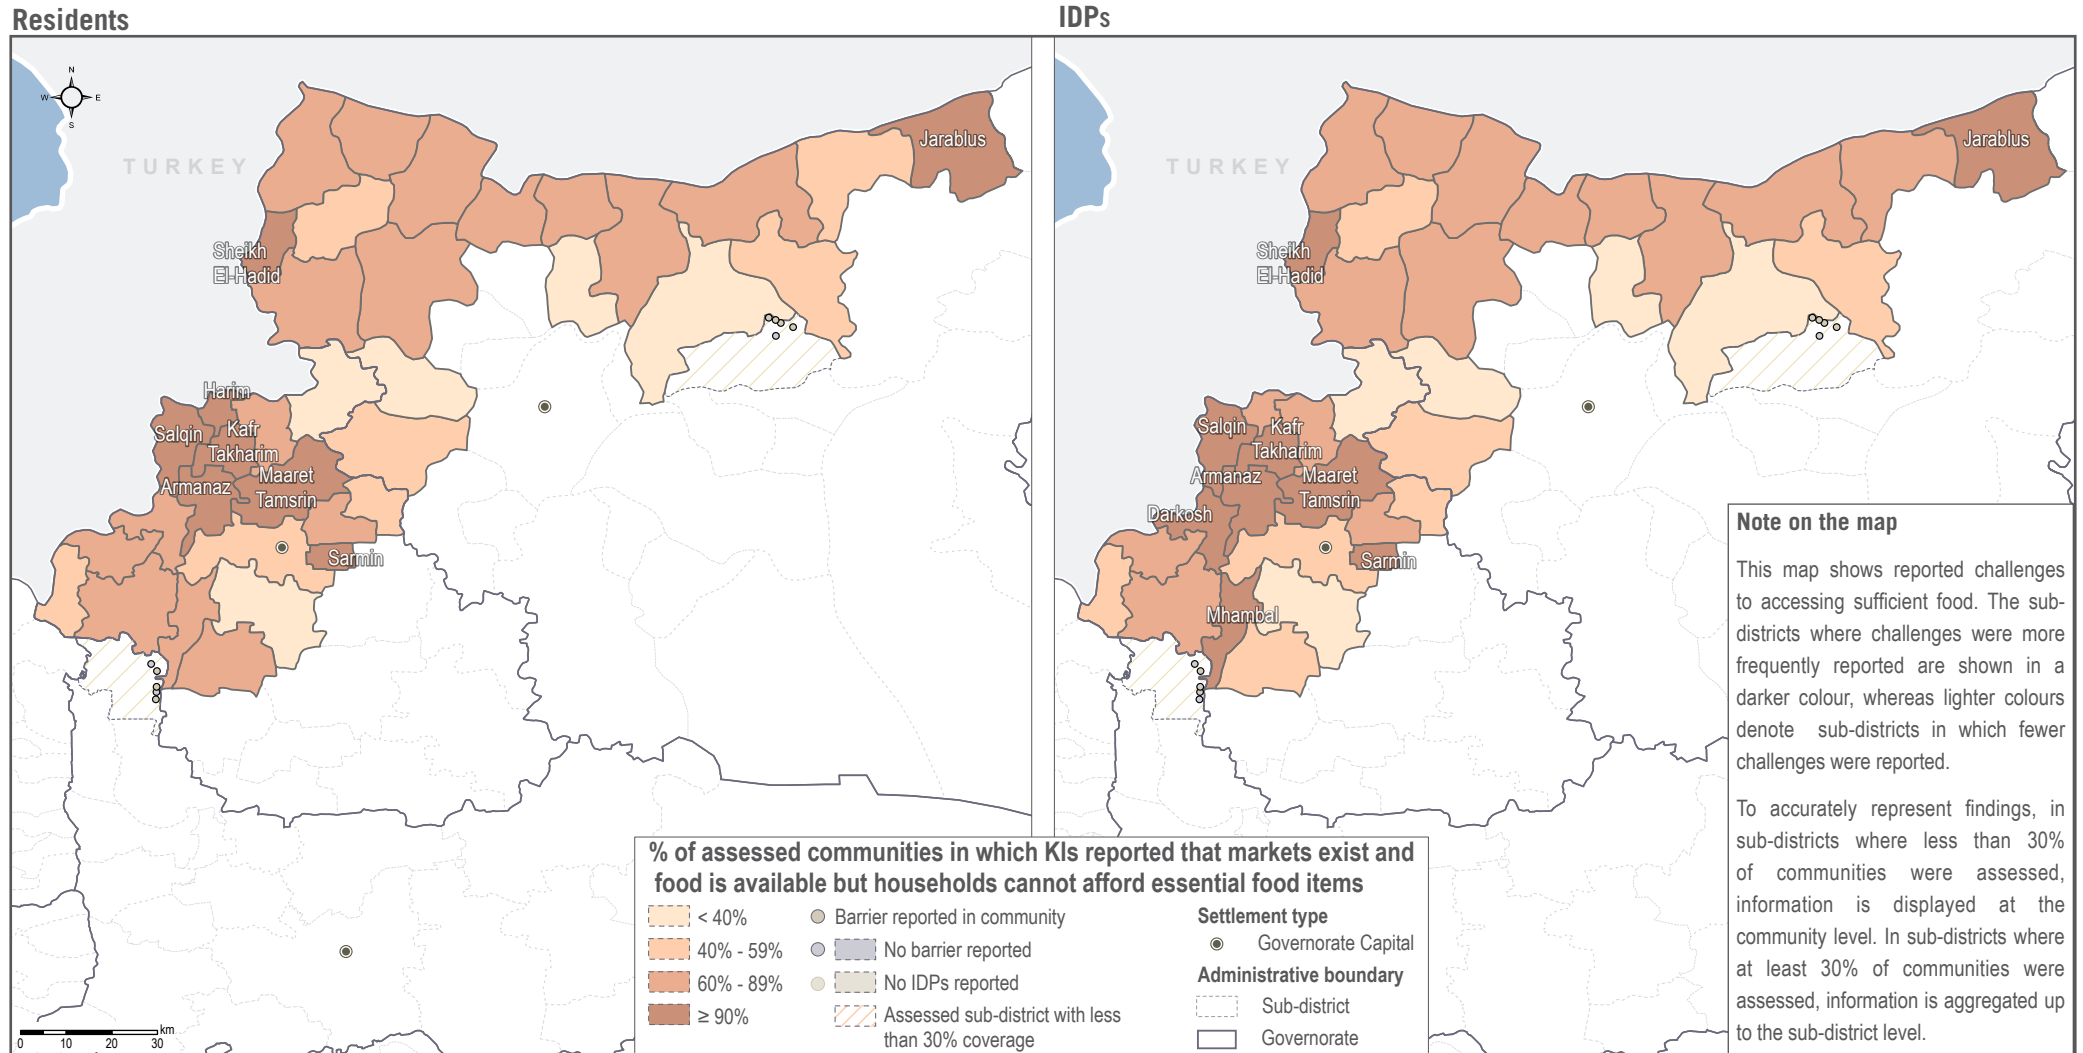 Residents
IDPs
N
W
E
S
TURKEY
Jarablus
Sheikh
El-Hadid
Harim
Salqin
Kafr
Takharim
Maaret
Tamsrin
Armanaz
Sarmin
km
0 10 20 30
TURKEY
Jarablus
Sheikh
El-Hadid
Salqin
Kafr
Takharim
Armanaz
Maaret
Tamsrin
Darkosh
Sarmin
Mhambal
Note on the map
This map shows reported challenges
to accessing sufficient food. The sub-
districts where challenges were more
frequently reported are shown in a
darker colour, whereas lighter colours
denote sub-districts in which fewer
challenges were reported.
To accurately represent findings, in
sub-districts where less than 30%
of communities were assessed,
information is displayed at the
community level. In sub-districts where
at least 30% of communities were
assessed, information is aggregated up
to the sub-district level.
% of assessed communities in which KIs reported that markets exist and
food is available but households cannot afford essential food items
< 40%
40% - 59%
60% - 89%
≥ 90%
Barrier reported in community
No barrier reported
No IDPs reported
Assessed sub-district with less
than 30% coverage
Settlement type
Governorate Capital
Administrative boundary
Sub-district
Governorate